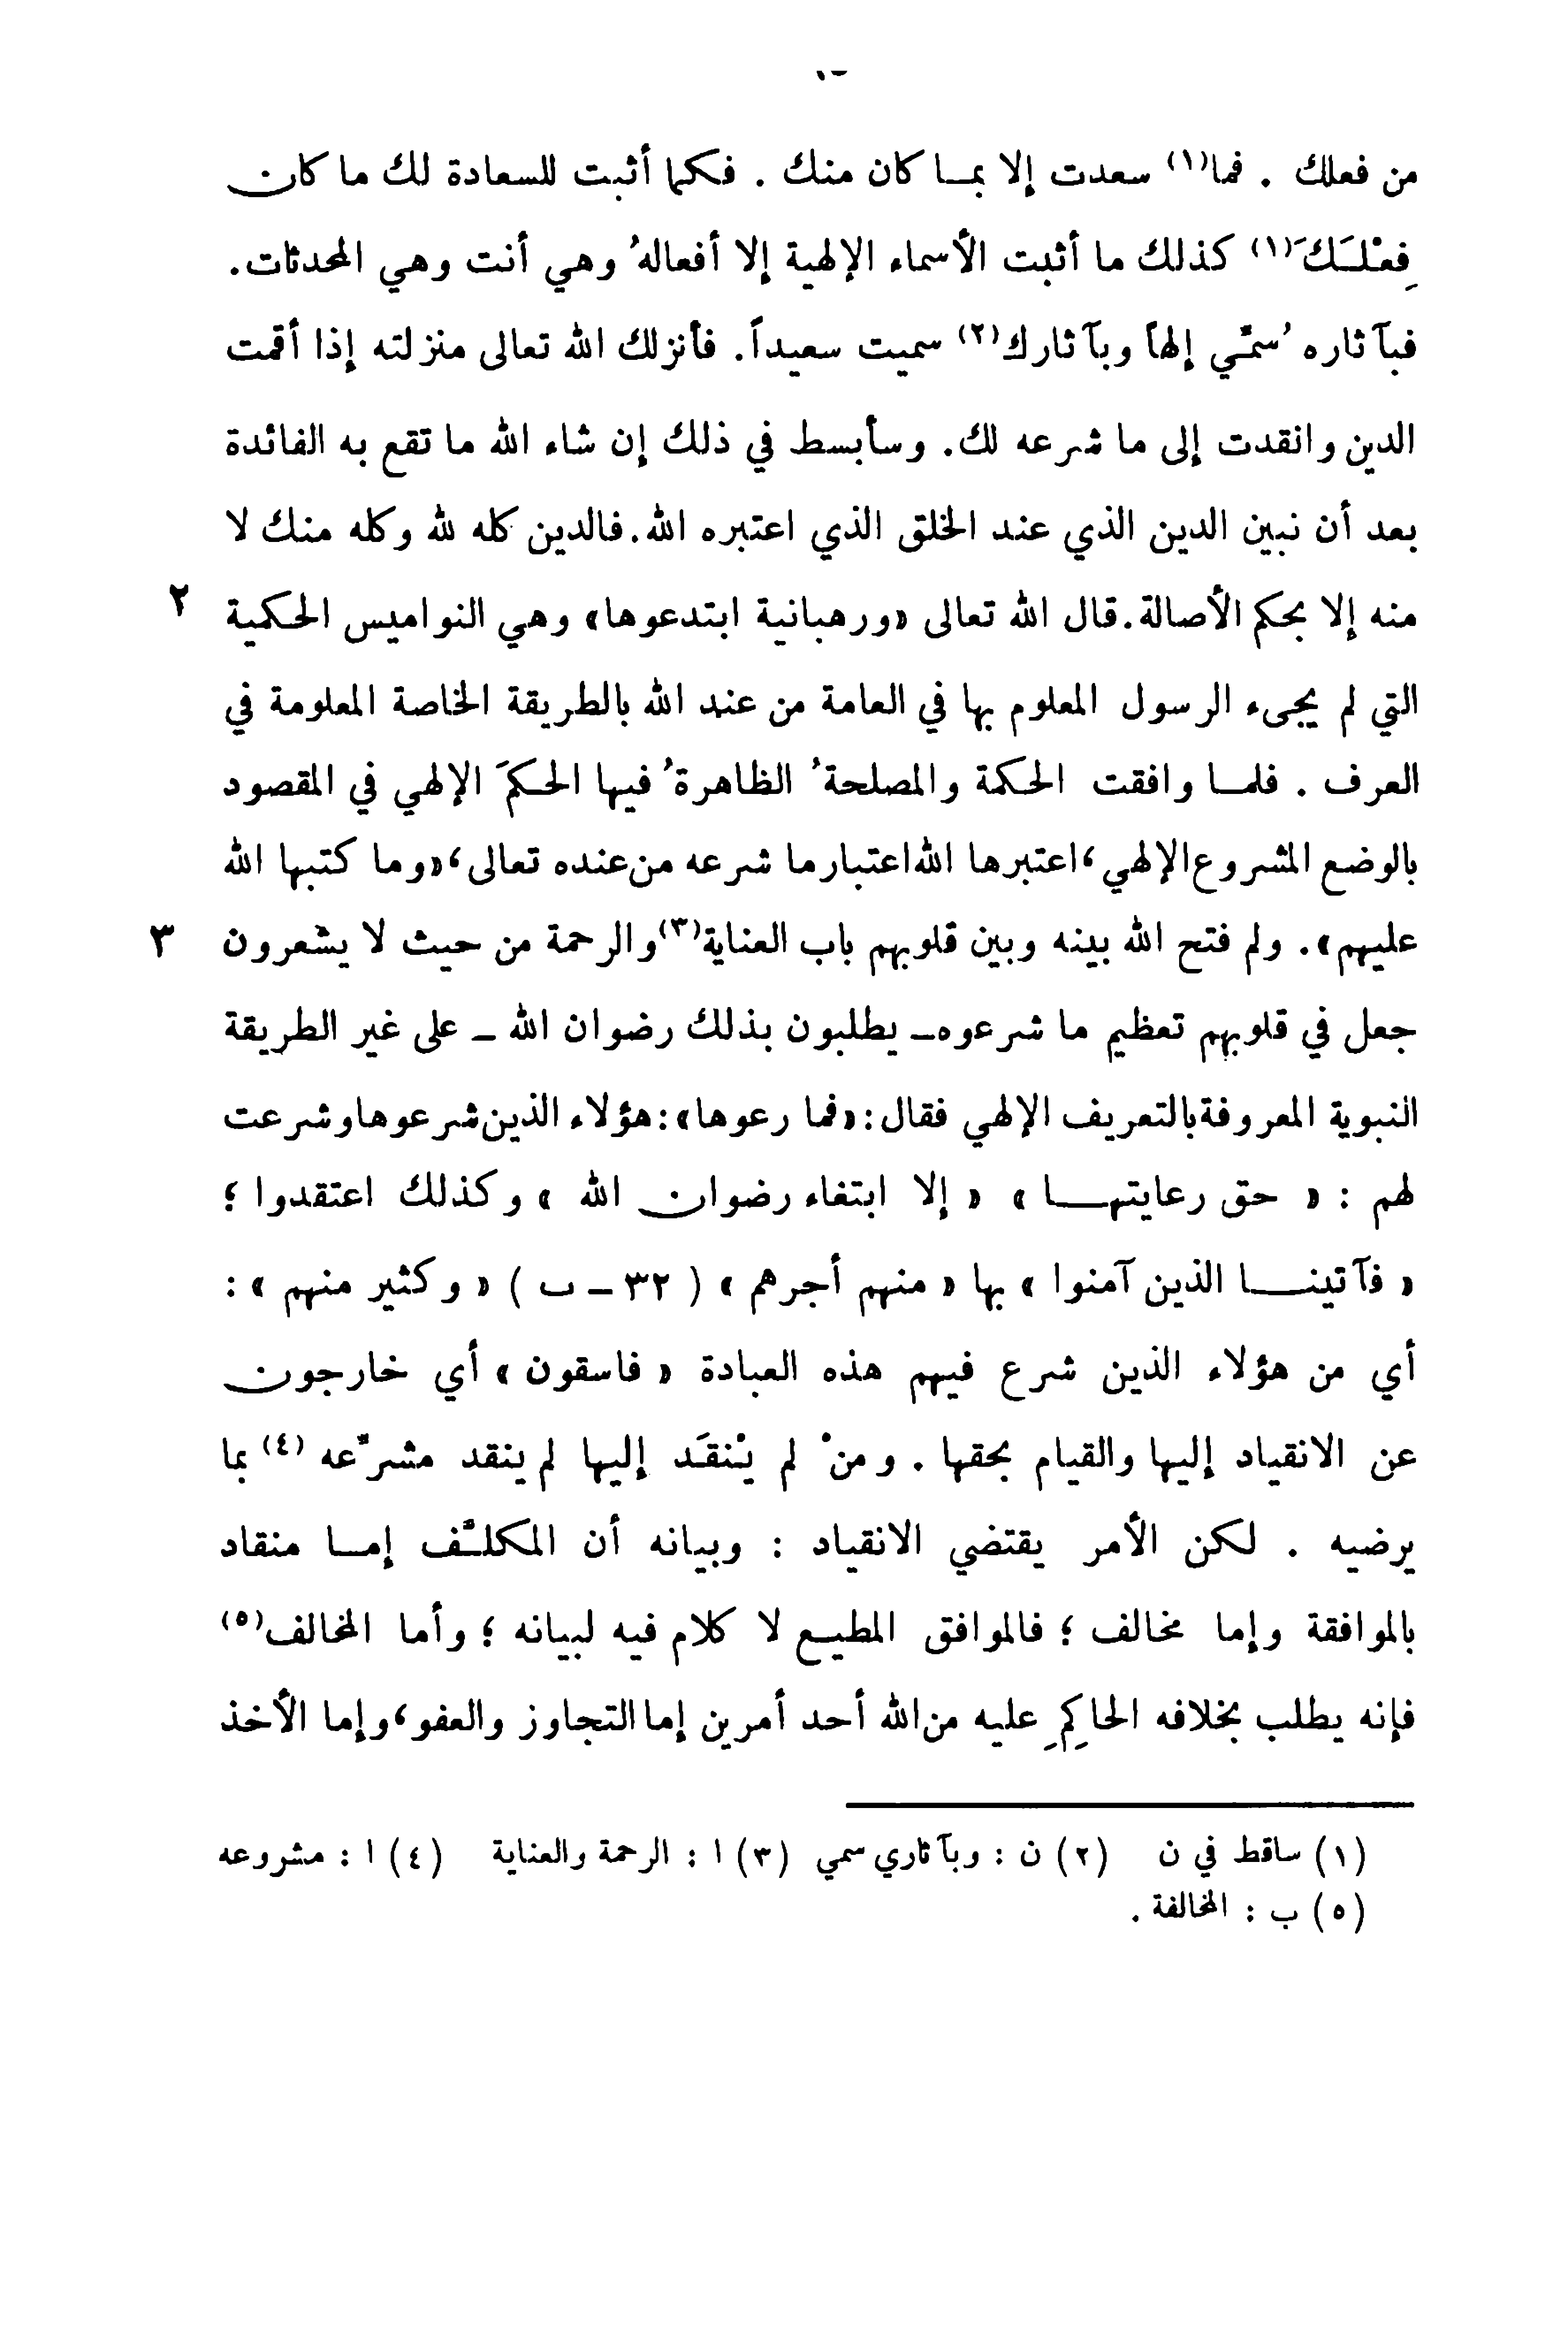 من فعلك . فما(١) سعدت إلا بما كان منك . فكما أثبت للسعادة لك ما كان
فِعْلَكَ(١) كذلك ما أثبت الأسماء الإلهية إلا أفعالهُ وهي أنت وهي المحدثات.
فبآثاره سُمِّي إلهاً وبآثارك(٢) سميت سعيداً. فأنزلك الله تعالى منزلته إذا أقمت
الدين وانقدت إلى ما شرعه لك. وسأبسط في ذلك إن شاء الله ما تقع به الفائدة
بعد أن نبين الدين الذي عند الخلق الذي اعتبره الله. فالدين كله لله وكله منك لا
منه إلا بحكم الأصالة. قال الله تعالى «ورهبانية ابتدعوها» وهي النواميس الحكمية ٢
التي لم يجىء الرسول المعلوم بها في العامة من عند الله بالطريقة الخاصة المعلومة في
العرف . فلما وافقت الحكمة والمصلحةُ الظاهرةُ فيها الحكمَ الإلهي في المقصود
بالوضع المشروع الإلهي، اعتبرها الله اعتبار ما شرعه من عنده تعالى، «وما كتبها الله
عليهم». ولم فتح الله بينه وبين قلوبهم باب العناية(٣) والرحمة من حيث لا يشعرون ٣
جعل في قلوبهم تعظيم ما شرعوه ـ يطلبون بذلك رضوان الله ـ على غير الطريقة
النبوية المعروفة بالتعريف الإلهي فقال: «فما رعوها»: هؤلاء الذين شرعوها وشرعت
لهم : « حق رعايتها » « إلا ابتغاء رضوان الله » وكذلك اعتقدوا ؛
« فآتينا الذين آمنوا » بها « منهم أجرهم » ( ٣٢ ـ ب ) « وكثير منهم » :
أي من هؤلاء الذين شرع فيهم هذه العبادة « فاسقون » أي خارجون
عن الانقياد إليها والقيام بحقها . ومنْ لم يَنْقَد إليها لم ينقد مشرِّعه (٤) بما
يرضيه . لكن الأمر يقتضي الانقياد : وبيانه أن المكلَّف إما منقاد
بالموافقة وإما مخالف ؛ فالموافق المطيع لا كلام فيه لبيانه ؛ وأما المخالف(٥)
فإنه يطلب بخلافه الحاكِمِ عليه من الله أحد أمرين إما التجاوز والعفو، وإما الأخذ
(١) ساقط في ن (٢) ن : وبآثاري سمي (٣) ا : الرحمة والعناية (٤) ا : مشروعه
(٥) ب : المخالفة .